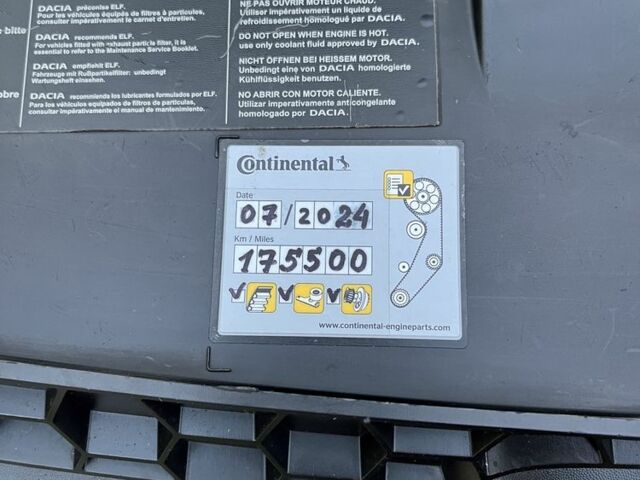 DACIA préconise ELF.
Pour les véhicules équipés de filtres à particules,
consulter impérativement le carnet d'entretien.
DACIA recommends ELF.
For vehicles fitted with exhaust particle filter, it is
essential to refer to the Maintenance Service Booklet.
DACIA empfiehlt ELF.
Fahrzeuge mit Rußpartikelfilter: unbedingt
Wartungsheft einsehen.
DACIA recomienda los lubricantes formulados por ELF.
Para los vehículos equipados de filtros de partículas,
consultar imperativamente el manual de mantenimiento.
NE PAS OUVRIR MOTEUR CHAUD.
Utiliser impérativement un liquide de
refroidissement homologué par DACIA.
DO NOT OPEN WHEN ENGINE IS HOT.
use only coolant fluid approved by DACIA.
NICHT ÖFFNEN BEI HEISSEM MOTOR.
Unbedingt eine von DACIA homologierte
Kühlflüssigkeit benutzen.
NO ABRIR CON MOTOR CALIENTE.
Utilizar imperativamente anticongelante
homologado por DACIA.
Continental
Date
07/2024
Km / Miles
175500
www.continental-engineparts.com